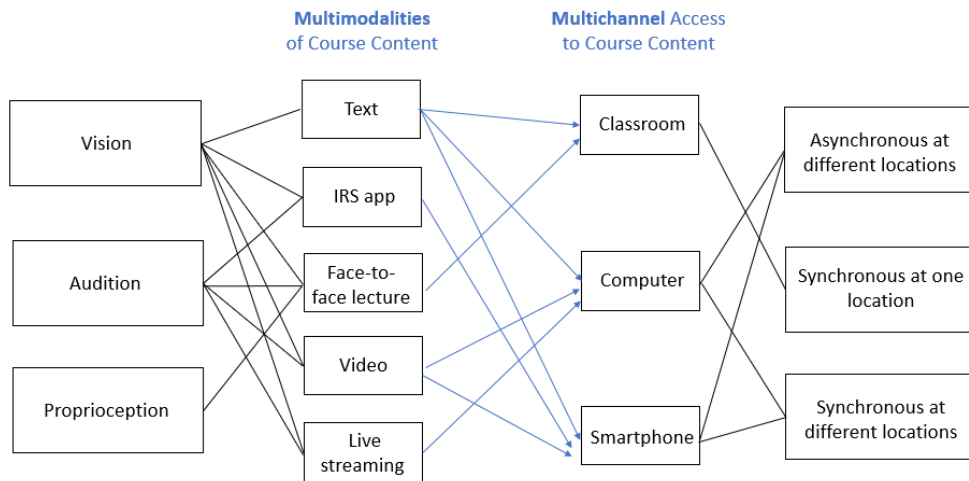 Multimodalities
of Course Content
Multichannel Access
to Course Content
Vision
Audition
Proprioception
Text
IRS app
Face-to-
face lecture
Video
Live
streaming
Classroom
Computer
Smartphone
Asynchronous at
different locations
Synchronous at one
location
Synchronous at
different locations